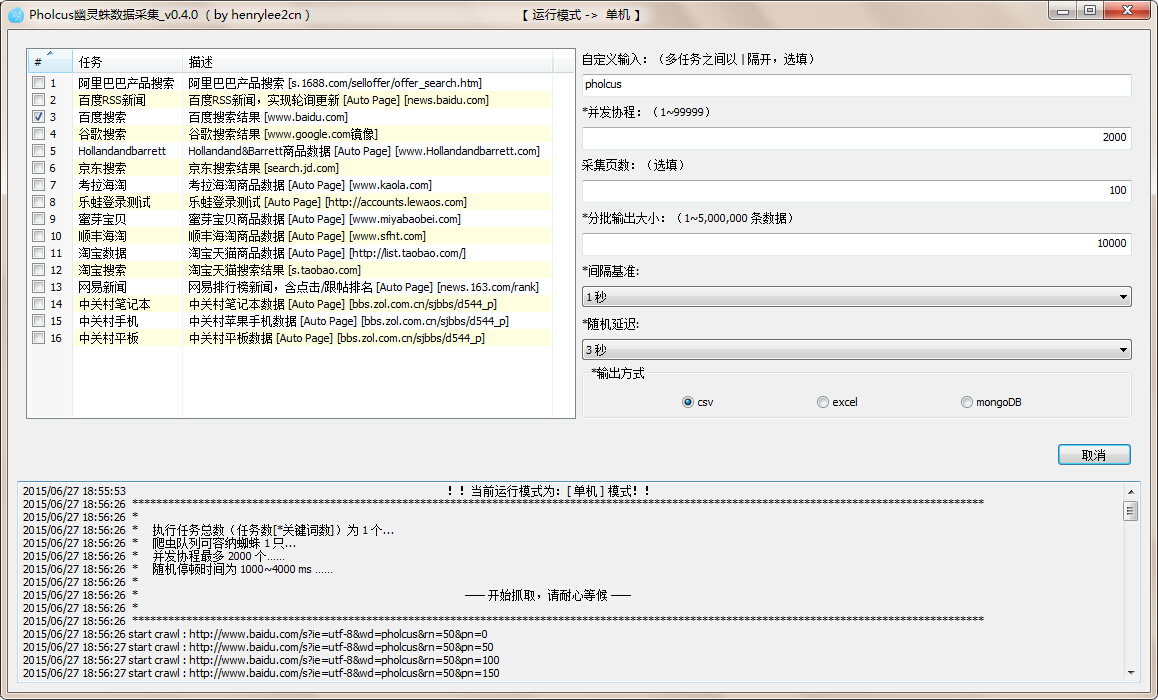 Pholcus幽灵蛛数据采集_v0.4.0 （ by henrylee2cn ） 【 运行模式 -> 单机 】
# 任务 描述
1 阿里巴巴产品搜索 阿里巴巴产品搜索 [s.1688.com/selloffer/offer_search.htm]
2 百度RSS新闻 百度RSS新闻，实现轮询更新 [Auto Page] [news.baidu.com]
3 百度搜索 百度搜索结果 [www.baidu.com]
4 谷歌搜索 谷歌搜索结果 [www.google.com镜像]
5 Hollandandbarrett Hollandand&Barrett商品数据 [Auto Page] [www.Hollandandbarrett.com]
6 京东搜索 京东搜索结果 [search.jd.com]
7 考拉海淘 考拉海淘商品数据 [Auto Page] [www.kaola.com]
8 乐蛙登录测试 乐蛙登录测试 [Auto Page] [http://accounts.lewaos.com]
9 蜜芽宝贝 蜜芽宝贝商品数据 [Auto Page] [www.miyabaobei.com]
10 顺丰海淘 顺丰海淘商品数据 [Auto Page] [www.sfht.com]
11 淘宝数据 淘宝天猫商品数据 [Auto Page] [http://list.taobao.com/]
12 淘宝搜索 淘宝天猫搜索结果 [s.taobao.com]
13 网易新闻 网易排行榜新闻，含点击/跟帖排名 [Auto Page] [news.163.com/rank]
14 中关村笔记本 中关村笔记本数据 [Auto Page] [bbs.zol.com.cn/sjbbs/d544_p]
15 中关村手机 中关村苹果手机数据 [Auto Page] [bbs.zol.com.cn/sjbbs/d544_p]
16 中关村平板 中关村平板数据 [Auto Page] [bbs.zol.com.cn/sjbbs/d544_p]
自定义输入：（多任务之间以 | 隔开，选填）
pholcus
*并发协程：（1~99999）
2000
采集页数：（选填）
100
*分批输出大小：（1~5,000,000 条数据）
10000
*间隔基准:
1 秒
*随机延迟:
3 秒
*输出方式
csv excel mongoDB
取消
2015/06/27 18:55:53 ！！当前运行模式为：[ 单机 ] 模式！！
2015/06/27 18:56:26 ***********************************************************************************************************************************************
2015/06/27 18:56:26 *
2015/06/27 18:56:26 * 执行任务总数（任务数[*关键词数]）为 1 个...
2015/06/27 18:56:26 * 爬虫队列可容纳蜘蛛 1 只...
2015/06/27 18:56:26 * 并发协程最多 2000 个……
2015/06/27 18:56:26 * 随机停顿时间为 1000~4000 ms ……
2015/06/27 18:56:26 *
2015/06/27 18:56:26 * ——开始抓取，请耐心等候——
2015/06/27 18:56:26 *
2015/06/27 18:56:26 ***********************************************************************************************************************************************
2015/06/27 18:56:26 start crawl : http://www.baidu.com/s?ie=utf-8&wd=pholcus&rn=50&pn=0
2015/06/27 18:56:27 start crawl : http://www.baidu.com/s?ie=utf-8&wd=pholcus&rn=50&pn=50
2015/06/27 18:56:27 start crawl : http://www.baidu.com/s?ie=utf-8&wd=pholcus&rn=50&pn=100
2015/06/27 18:56:27 start crawl : http://www.baidu.com/s?ie=utf-8&wd=pholcus&rn=50&pn=150